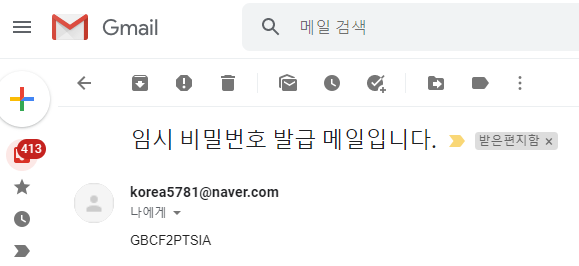 Gmail
메일 검색
임시 비밀번호 발급 메일입니다.
받은편지함 x
413
korea5781@naver.com
나에게
GBCF2PTSIA